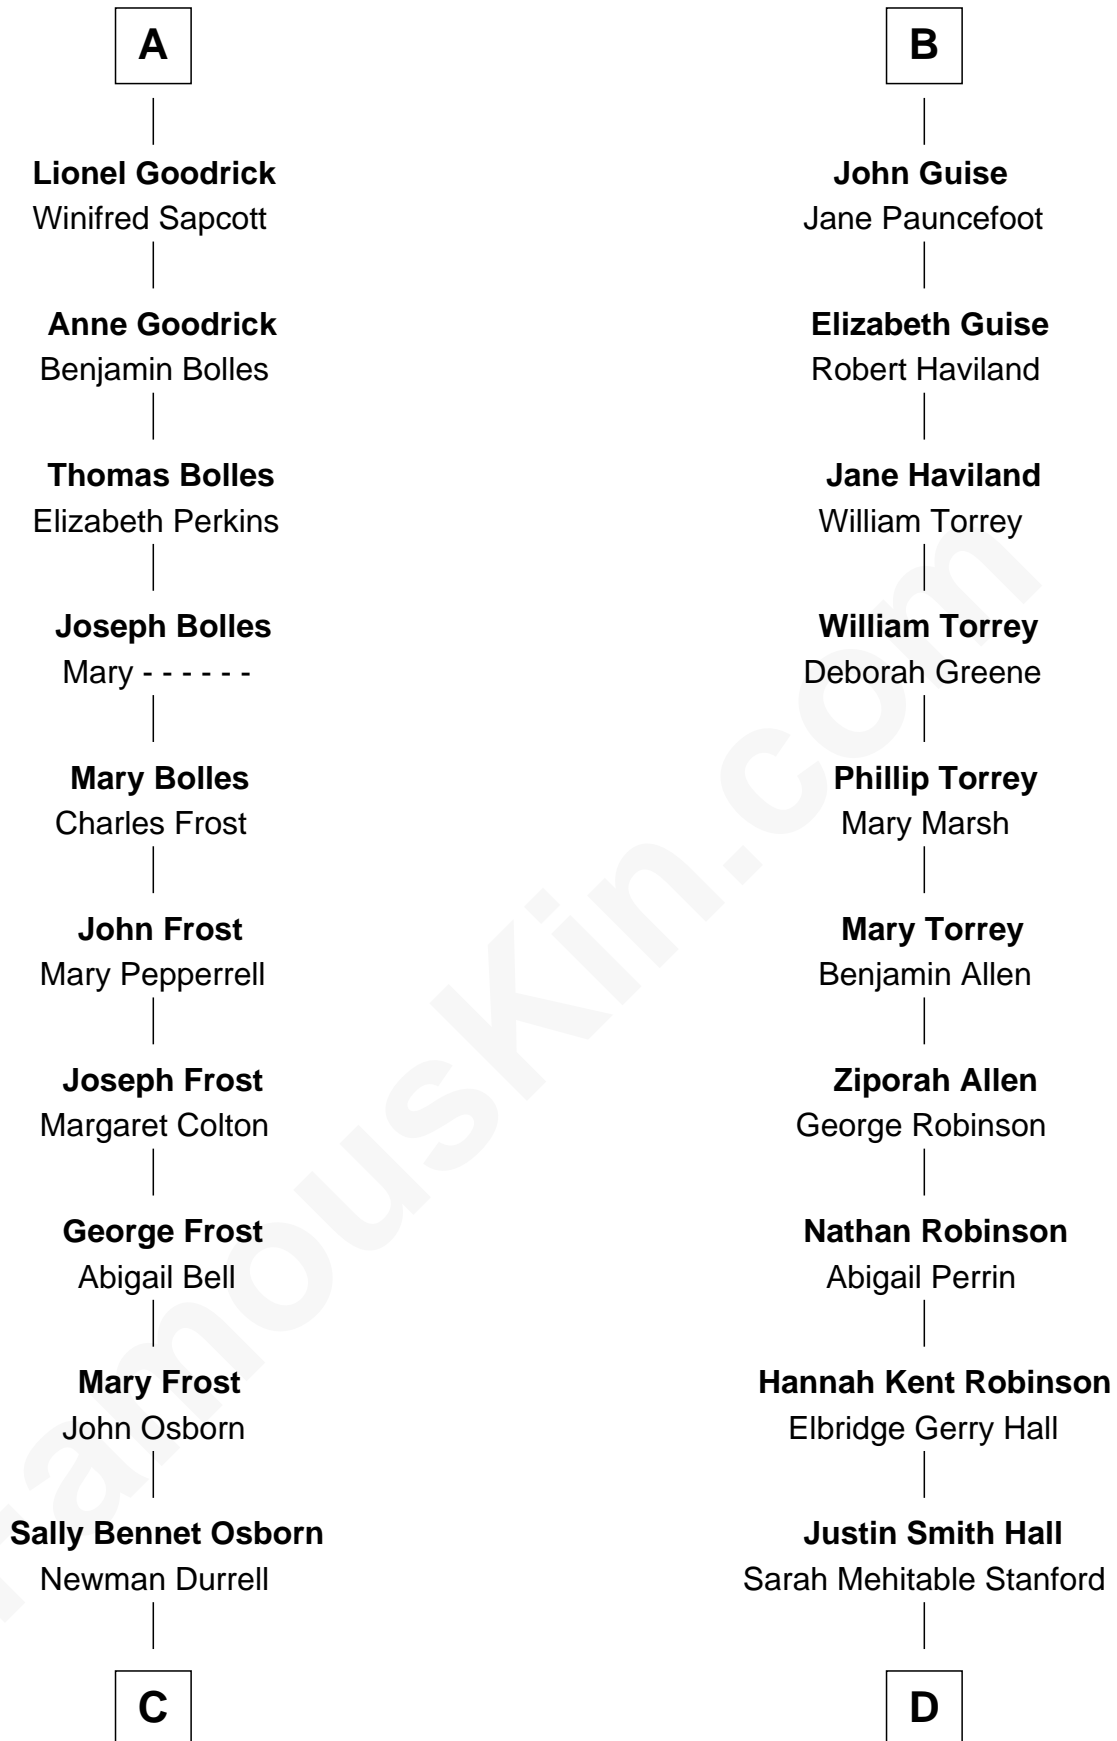 A
Lionel Goodrick
Winifred Sapcott
Anne Goodrick
Benjamin Bolles
Thomas Bolles
Elizabeth Perkins
Joseph Bolles
Mary - - - - - -
Mary Bolles
Charles Frost
John Frost
Mary Pepperrell
Joseph Frost
Margaret Colton
George Frost
Abigail Bell
Mary Frost
John Osborn
Sally Bennet Osborn
Newman Durrell
C
B
John Guise
Jane Pauncefoot
Elizabeth Guise
Robert Haviland
Jane Haviland
William Torrey
William Torrey
Deborah Greene
Phillip Torrey
Mary Marsh
Mary Torrey
Benjamin Allen
Ziporah Allen
George Robinson
Nathan Robinson
Abigail Perrin
Hannah Kent Robinson
Elbridge Gerry Hall
Justin Smith Hall
Sarah Mehitable Stanford
D
FamousKin.com